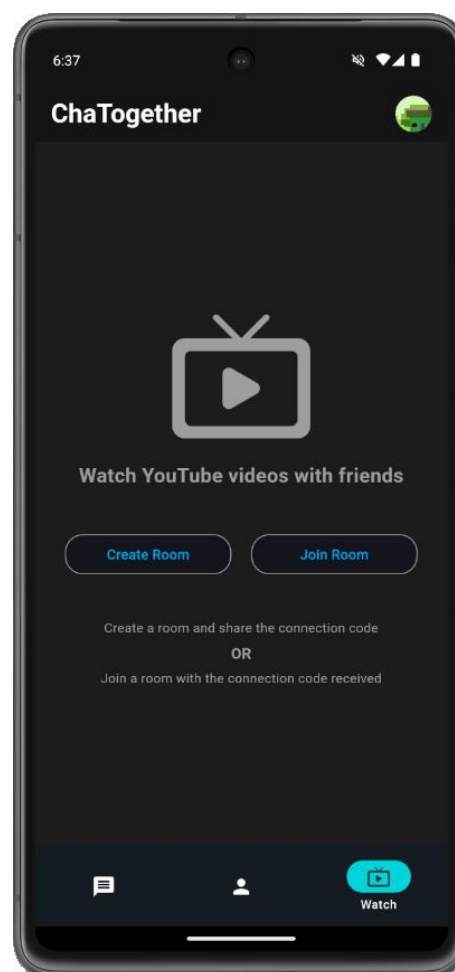 6:37
ChaTogether
Watch YouTube videos with friends
Create Room
Join Room
Create a room and share the connection code
OR
Join a room with the connection code received
Watch